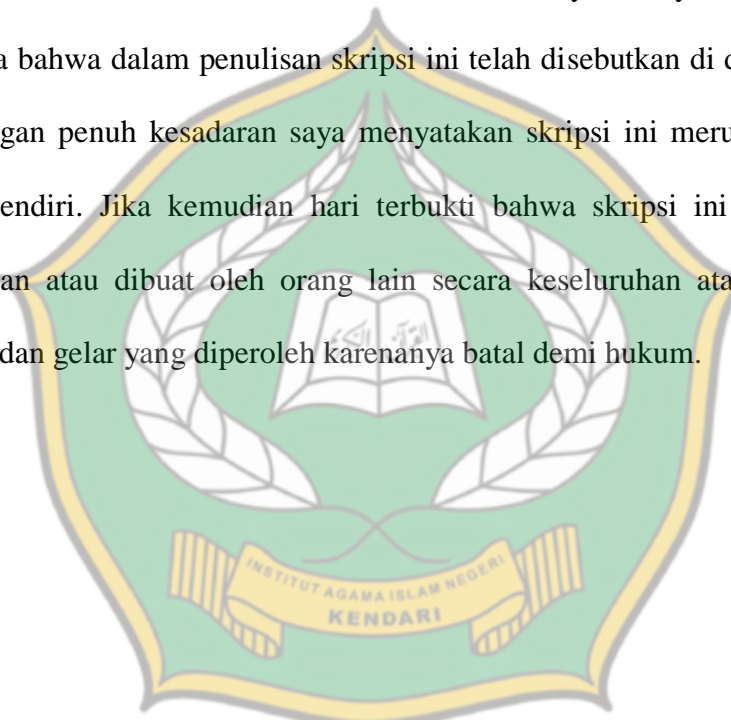 a bahwa dalam penulisan skripsi ini telah disebutkan di d
gan penuh kesadaran saya menyatakan skripsi ini meru
endiri. Jika kemudian hari terbukti bahwa skripsi ini
an atau dibuat oleh orang lain secara keseluruhan ata
dan gelar yang diperoleh karenanya batal demi hukum.
القرآن الكريم
INSTITUT AGAMA ISLAM NEGERI
KENDARI